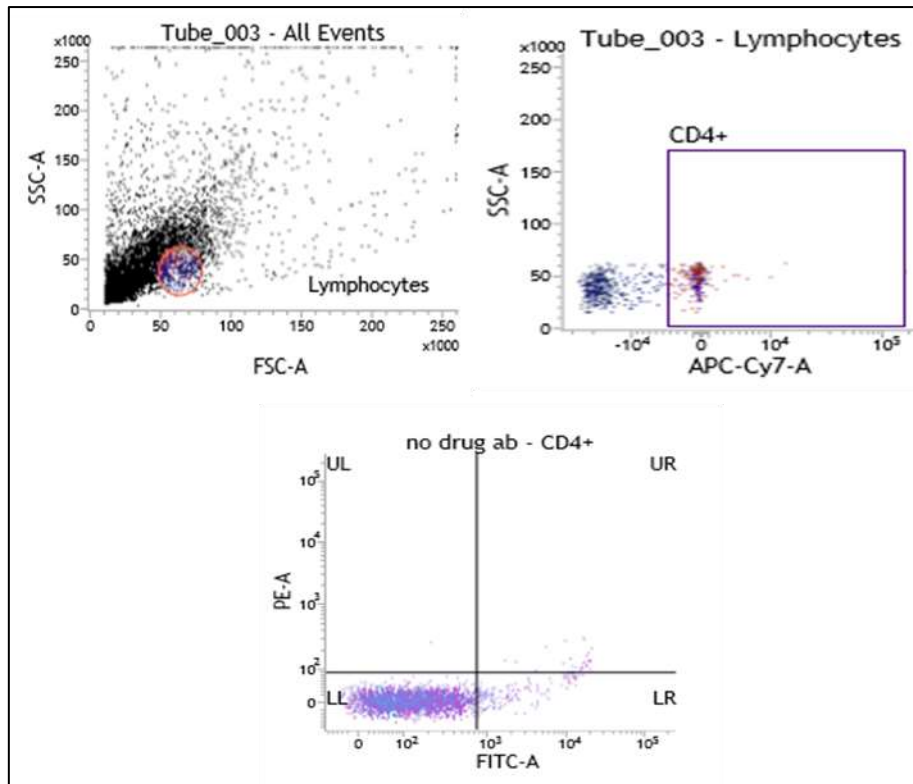 Tube_003 - All Events
x1000
250
200
150
100
50
0
SSC-A
Lymphocytes
0 50 100 150 200 250
x1000
FSC-A
Tube_003 - Lymphocytes
x1000
250
200
150
100
50
0
SSC-A
CD4+
-10⁴ 0 10⁴ 10⁵
APC-Cy7-A
no drug ab - CD4+
UL UR
10⁵
10⁴
10³
10²
0
PE-A
LL LR
0 10² 10³ 10⁴ 10⁵
FITC-A